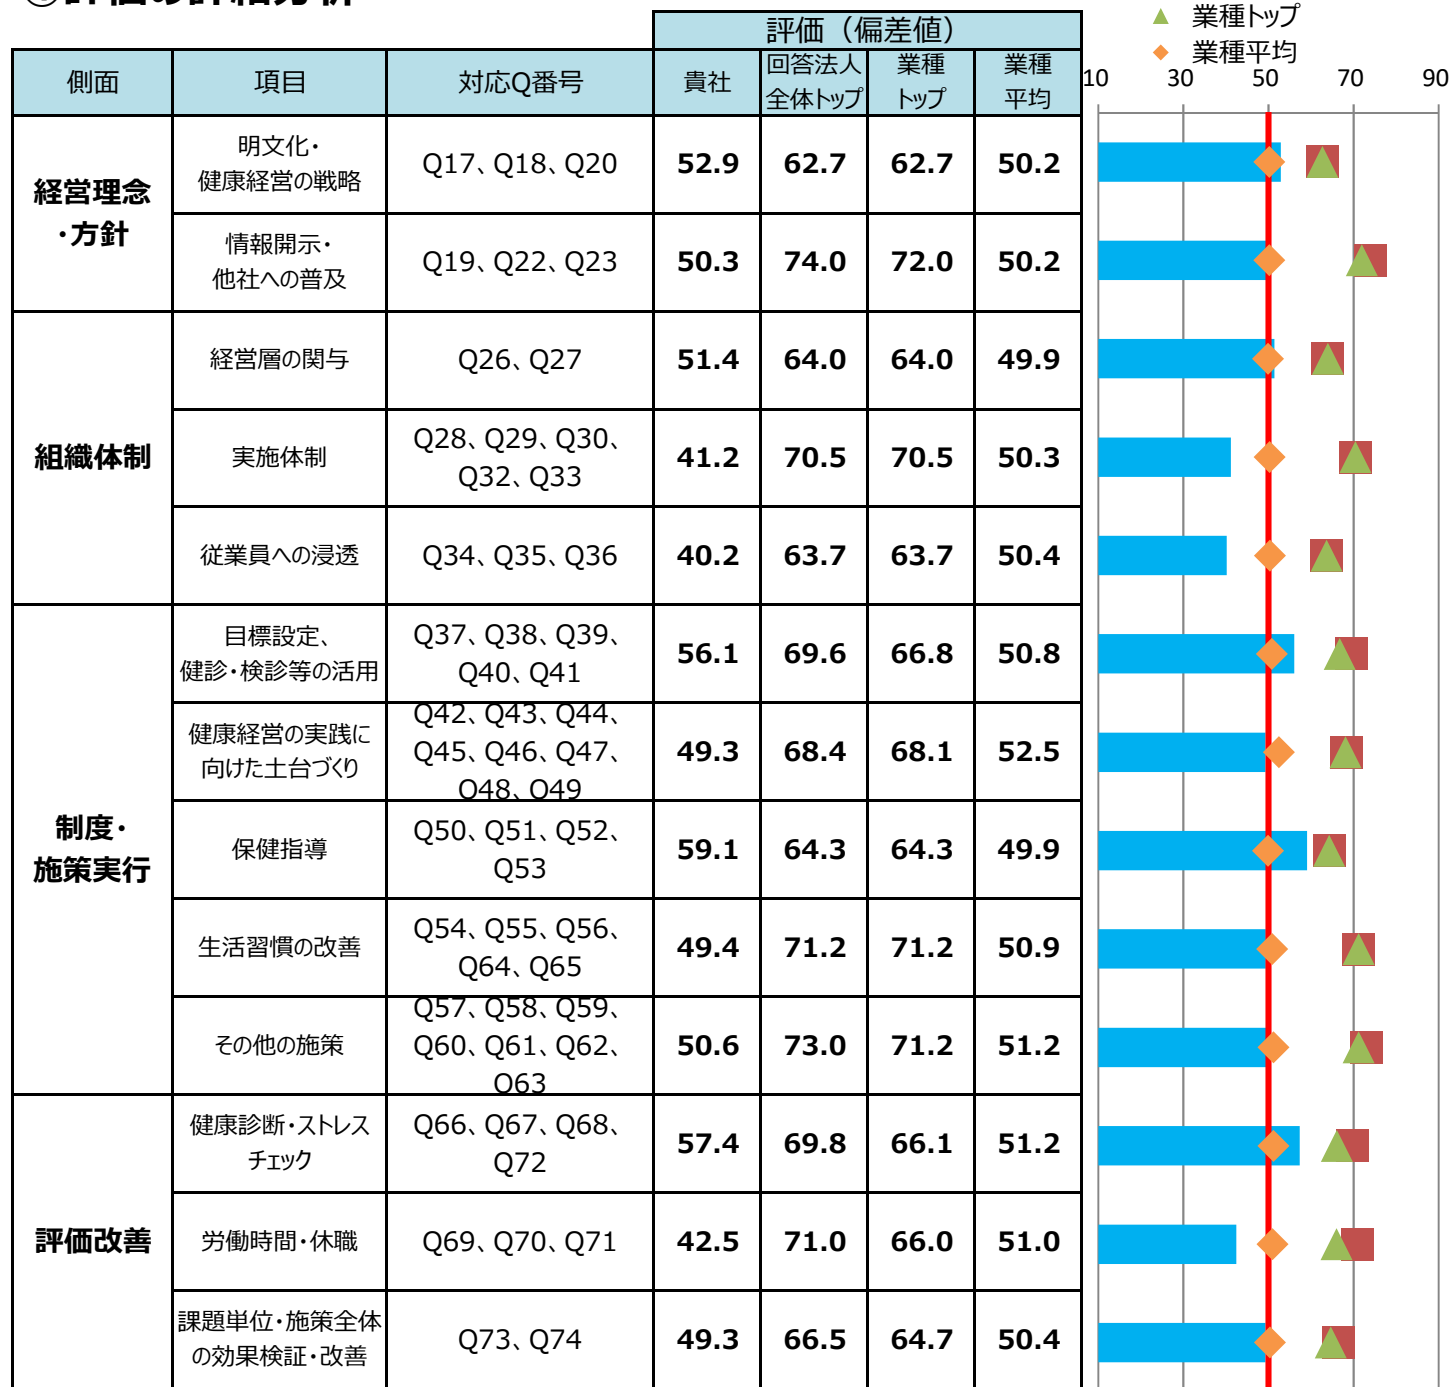 評価（偏差値）
▲ 業種トップ
◆ 業種平均
側面 項目 対応Q番号 貴社 回答法人 業種 業種
全体トップ トップ 平均
10 30 50 70 90
経営理念
・方針
明文化・
健康経営の戦略
Q17、Q18、Q20 52.9 62.7 62.7 50.2
情報開示・
他社への普及
Q19、Q22、Q23 50.3 74.0 72.0 50.2
組織体制
経営層の関与 Q26、Q27 51.4 64.0 64.0 49.9
実施体制
Q28、Q29、Q30、
Q32、Q33
41.2 70.5 70.5 50.3
従業員への浸透 Q34、Q35、Q36 40.2 63.7 63.7 50.4
制度・
施策実行
目標設定、
健診・検診等の活用
Q37、Q38、Q39、
Q40、Q41
56.1 69.6 66.8 50.8
健康経営の実践に
向けた土台づくり
Q42、Q43、Q44、
Q45、Q46、Q47、
Q48、Q49
49.3 68.4 68.1 52.5
保健指導
Q50、Q51、Q52、
Q53
59.1 64.3 64.3 49.9
生活習慣の改善
Q54、Q55、Q56、
Q64、Q65
49.4 71.2 71.2 50.9
その他の施策
Q57、Q58、Q59、
Q60、Q61、Q62、
Q63
50.6 73.0 71.2 51.2
評価改善
健康診断・ストレス
チェック
Q66、Q67、Q68、
Q72
57.4 69.8 66.1 51.2
労働時間・休職 Q69、Q70、Q71 42.5 71.0 66.0 51.0
課題単位・施策全体
の効果検証・改善
Q73、Q74 49.3 66.5 64.7 50.4